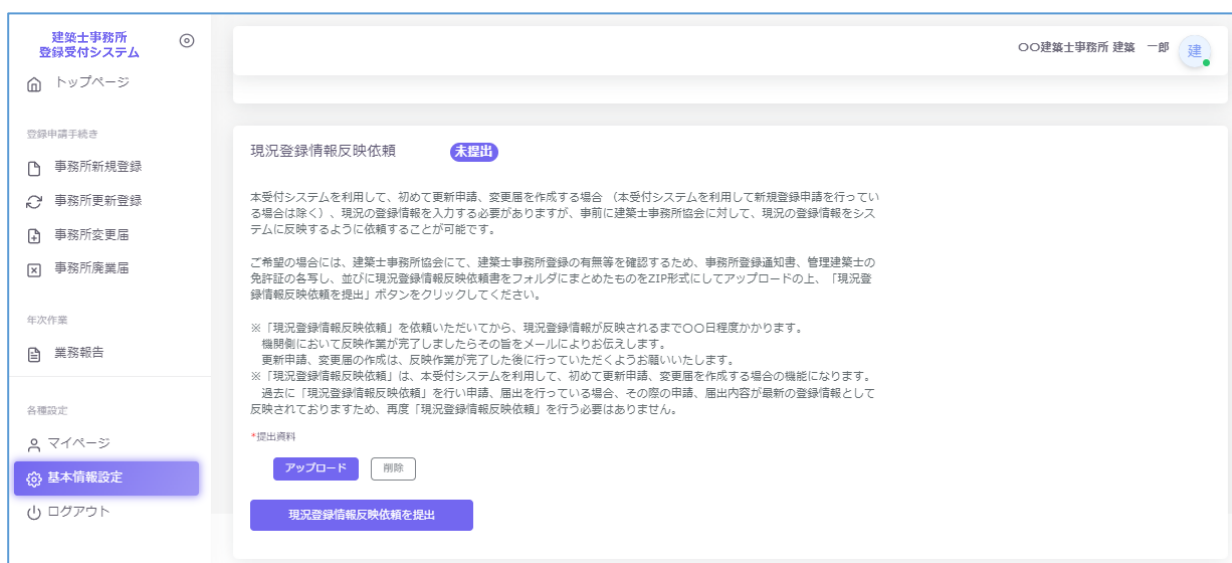 建築士事務所
登録受付システム
トップページ
登録申請手続き
事務所新規登録
事務所更新登録
事務所変更届
事務所廃業届
年次作業
業務報告
各種設定
マイページ
基本情報設定
ログアウト
〇〇建築士事務所 建築 一郎
建
現況登録情報反映依頼 未提出
本受付システムを利用して、初めて更新申請、変更届を作成する場合 （本受付システムを利用して新規登録申請を行ってい
る場合は除く）、現況の登録情報を入力する必要がありますが、事前に建築士事務所協会に対して、現況の登録情報をシス
テムに反映するように依頼することが可能です。
ご希望の場合には、建築士事務所協会にて、建築士事務所登録の有無等を確認するため、事務所登録通知書、管理建築士の
免許証の各写し、並びに現況登録情報反映依頼書をフォルダにまとめたものをZIP形式にしてアップロードの上、「現況登
録情報反映依頼を提出」ボタンをクリックしてください。
※「現況登録情報反映依頼」を依頼いただいてから、現況登録情報が反映されるまで〇〇日程度かかります。
機関側において反映作業が完了しましたらその旨をメールによりお伝えします。
更新申請、変更届の作成は、反映作業が完了した後に行っていただくようお願いいたします。
※「現況登録情報反映依頼」は、本受付システムを利用して、初めて更新申請、変更届を作成する場合の機能になります。
過去に「現況登録情報反映依頼」を行い申請、届出を行っている場合、その際の申請、届出内容が最新の登録情報として
反映されておりますため、再度「現況登録情報反映依頼」を行う必要はありません。
*提出資料
アップロード 削除
現況登録情報反映依頼を提出